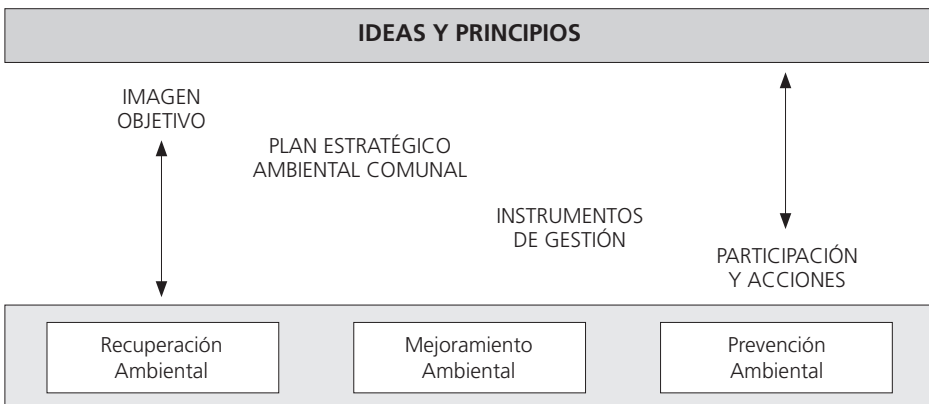 IDEAS Y PRINCIPIOS
IMAGEN
OBJETIVO
PLAN ESTRATÉGICO
AMBIENTAL COMUNAL
INSTRUMENTOS
DE GESTIÓN
PARTICIPACIÓN
Y ACCIONES
Recuperación
Ambiental
Mejoramiento
Ambiental
Prevención
Ambiental